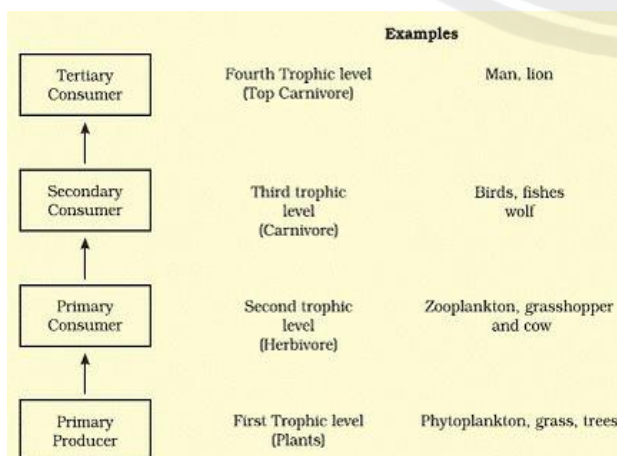 Examples
Tertiary
Consumer
Fourth Trophic level
(Top Carnivore)
Man, lion
Secondary
Consumer
Third trophic
level
(Carnivore)
Birds, fishes
wolf
Primary
Consumer
Second trophic
level
(Herbivore)
Zooplankton, grasshopper
and cow
Primary
Producer
First Trophic level
(Plants)
Phytoplankton, grass, trees